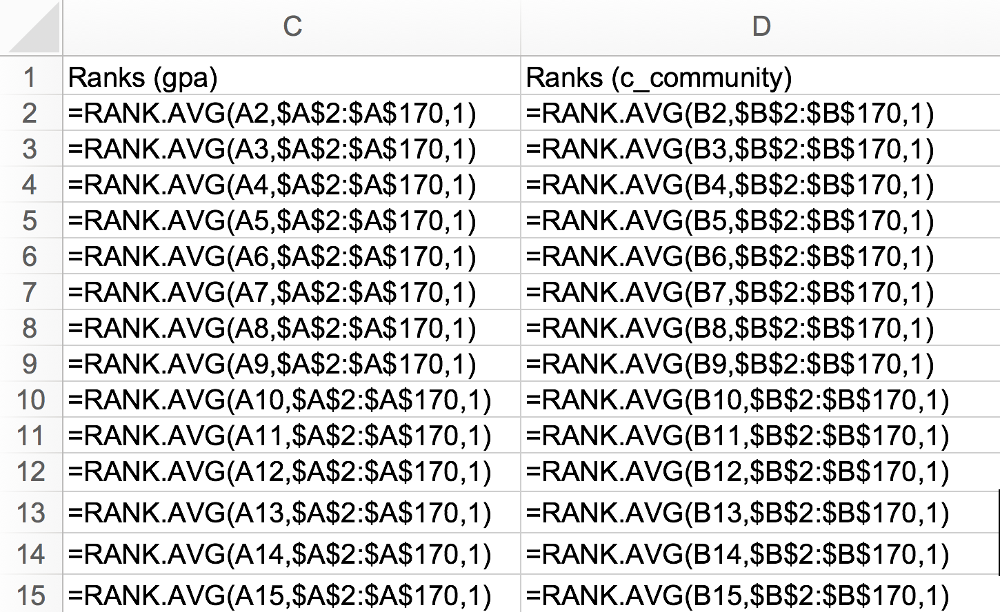 C D
1 Ranks (gpa) Ranks (c_community)
2 =RANK.AVG(A2,$A$2:$A$170,1) =RANK.AVG(B2,$B$2:$B$170,1)
3 =RANK.AVG(A3,$A$2:$A$170,1) =RANK.AVG(B3,$B$2:$B$170,1)
4 =RANK.AVG(A4,$A$2:$A$170,1) =RANK.AVG(B4,$B$2:$B$170,1)
5 =RANK.AVG(A5,$A$2:$A$170,1) =RANK.AVG(B5,$B$2:$B$170,1)
6 =RANK.AVG(A6,$A$2:$A$170,1) =RANK.AVG(B6,$B$2:$B$170,1)
7 =RANK.AVG(A7,$A$2:$A$170,1) =RANK.AVG(B7,$B$2:$B$170,1)
8 =RANK.AVG(A8,$A$2:$A$170,1) =RANK.AVG(B8,$B$2:$B$170,1)
9 =RANK.AVG(A9,$A$2:$A$170,1) =RANK.AVG(B9,$B$2:$B$170,1)
10 =RANK.AVG(A10,$A$2:$A$170,1) =RANK.AVG(B10,$B$2:$B$170,1)
11 =RANK.AVG(A11,$A$2:$A$170,1) =RANK.AVG(B11,$B$2:$B$170,1)
12 =RANK.AVG(A12,$A$2:$A$170,1) =RANK.AVG(B12,$B$2:$B$170,1)
13 =RANK.AVG(A13,$A$2:$A$170,1) =RANK.AVG(B13,$B$2:$B$170,1)
14 =RANK.AVG(A14,$A$2:$A$170,1) =RANK.AVG(B14,$B$2:$B$170,1)
15 =RANK.AVG(A15,$A$2:$A$170,1) =RANK.AVG(B15,$B$2:$B$170,1)